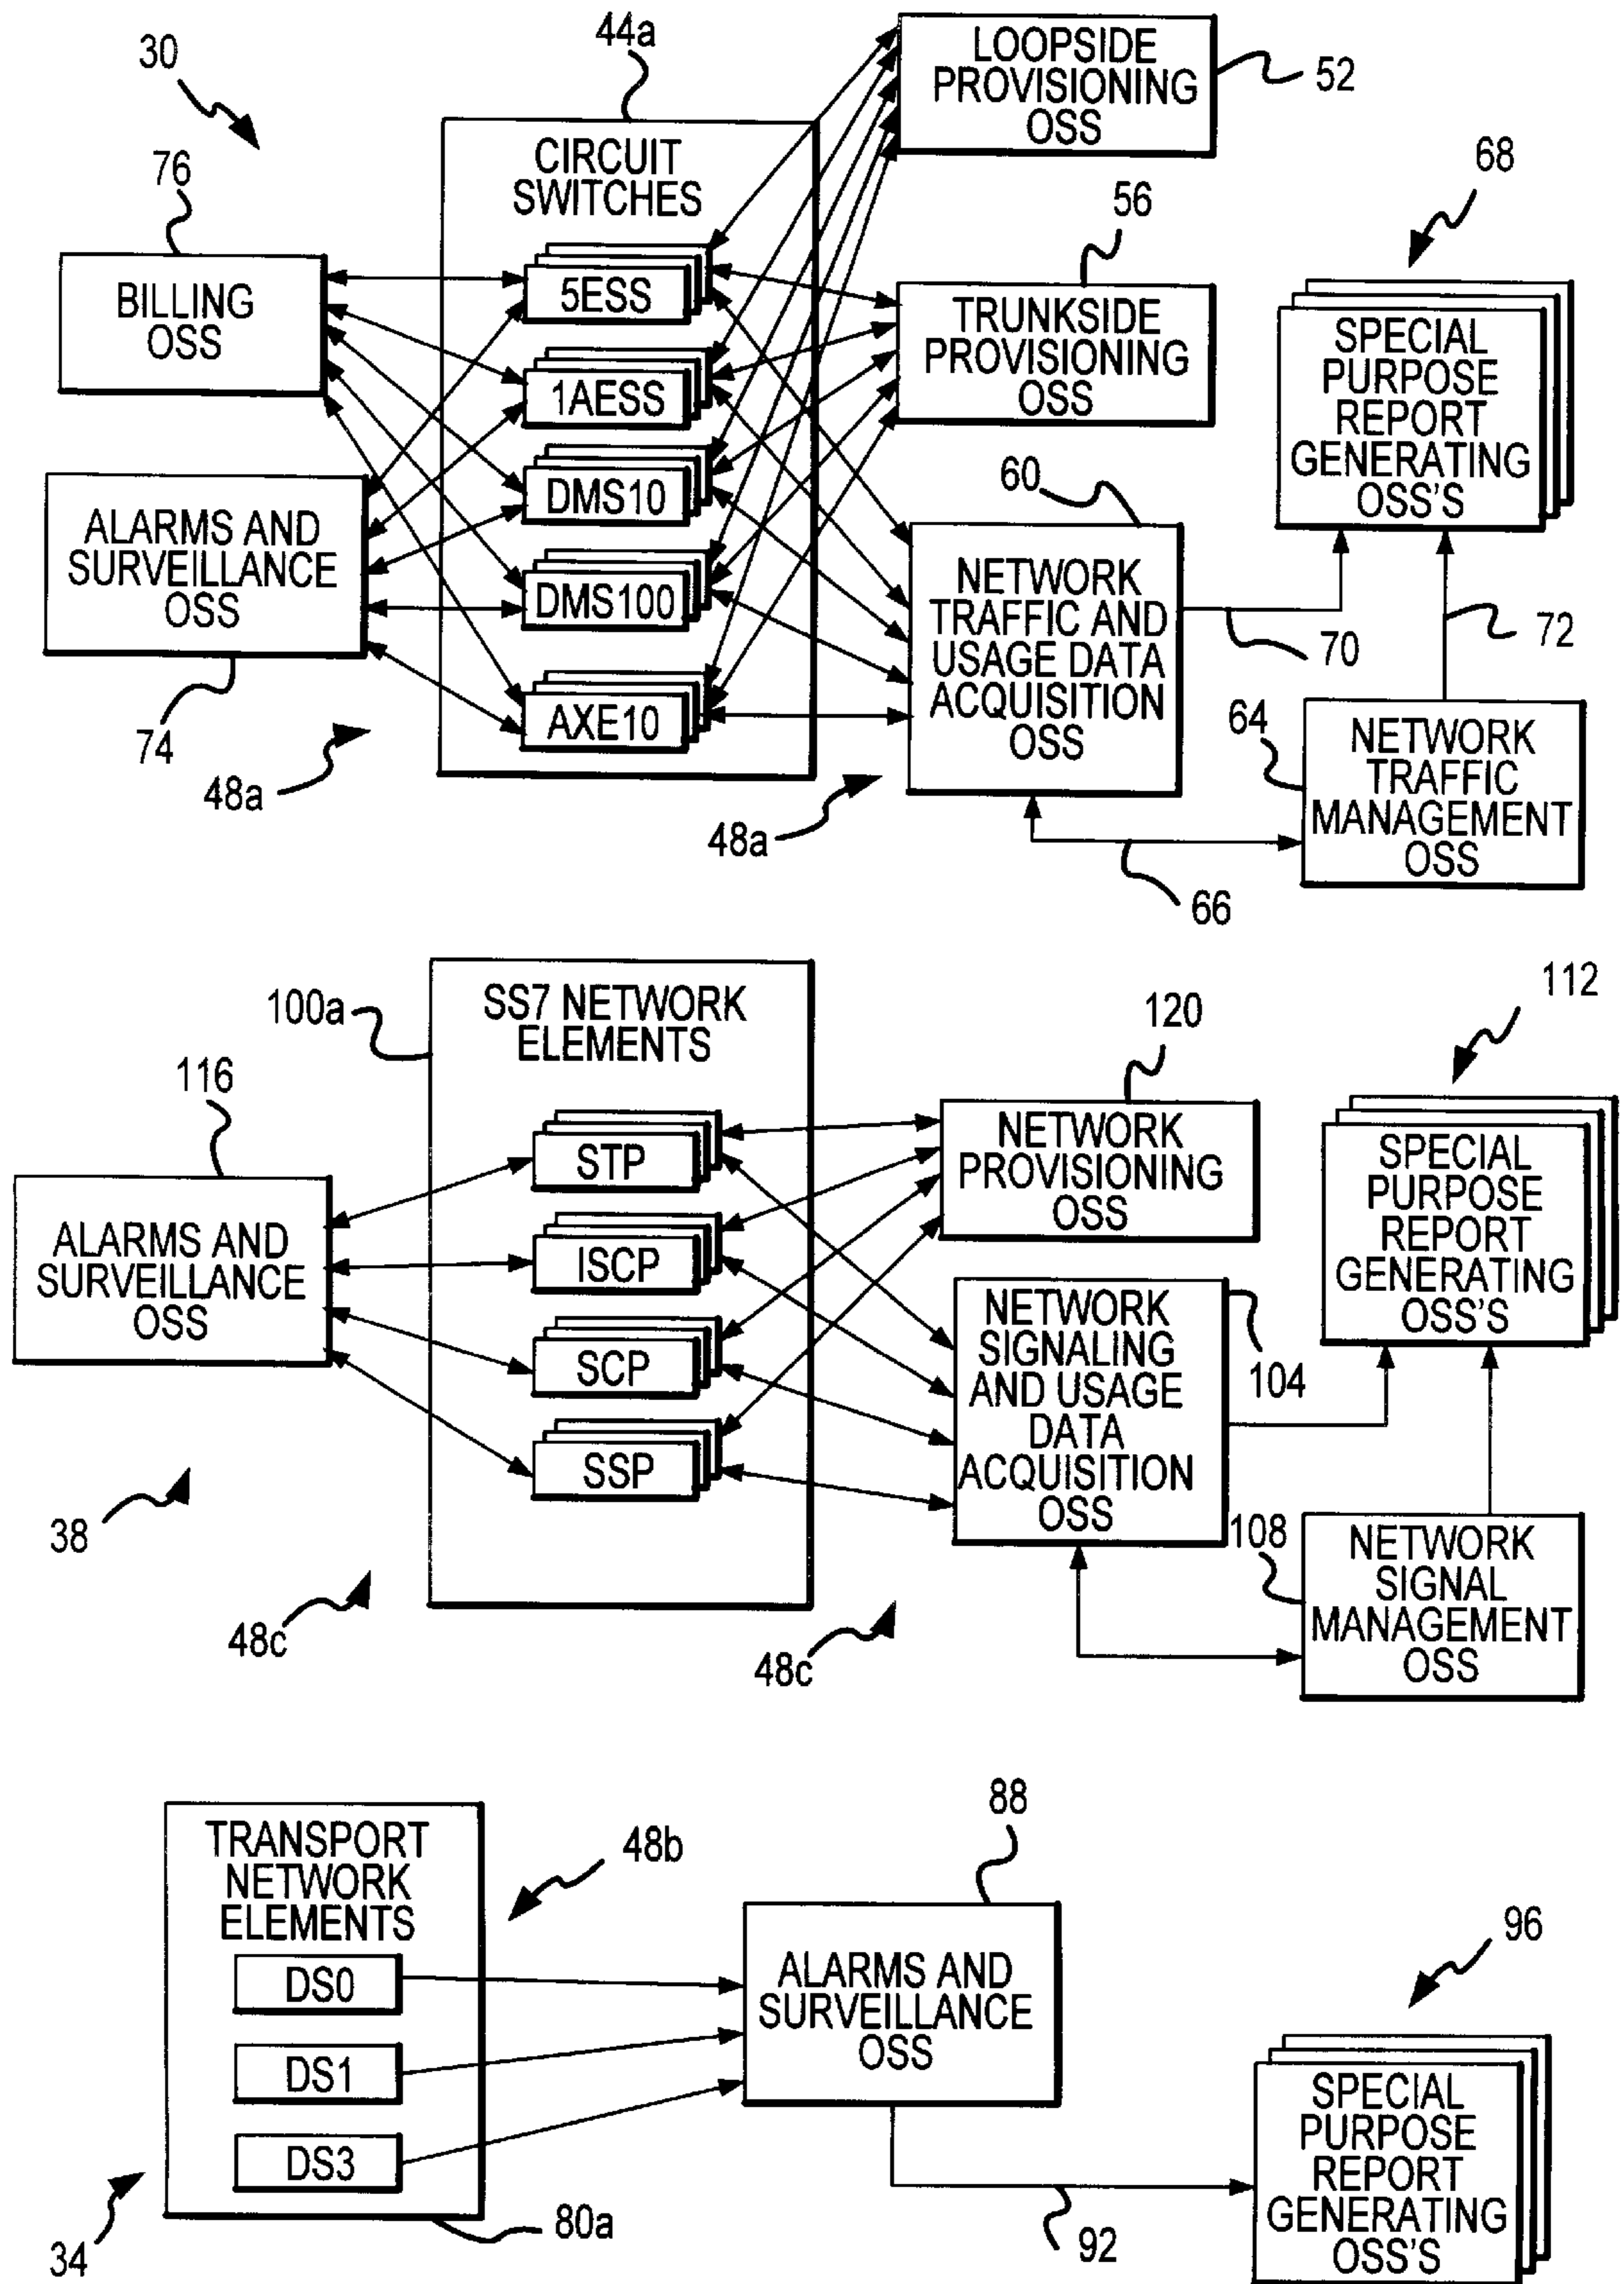 30
44a
LOOPSIDE
PROVISIONING
OSS
52
76
CIRCUIT
SWITCHES
68
56
BILLING
OSS
5ESS
1AESS
DMS10
DMS100
AXE10
TRUNKSIDE
PROVISIONING
OSS
SPECIAL
PURPOSE
REPORT
GENERATING
OSS'S
60
ALARMS AND
SURVEILLANCE
OSS
74
48a
NETWORK
TRAFFIC AND
USAGE DATA
ACQUISITION
OSS
70
72
64
NETWORK
TRAFFIC
MANAGEMENT
OSS
48a
66
100a
SS7 NETWORK
ELEMENTS
120
112
116
STP
ISCP
SCP
SSP
NETWORK
PROVISIONING
OSS
SPECIAL
PURPOSE
REPORT
GENERATING
OSS'S
ALARMS AND
SURVEILLANCE
OSS
NETWORK
SIGNALING
AND USAGE
DATA
ACQUISITION
OSS
104
38
48c
48c
108
NETWORK
SIGNAL
MANAGEMENT
OSS
TRANSPORT
NETWORK
ELEMENTS
48b
88
DS0
DS1
DS3
ALARMS AND
SURVEILLANCE
OSS
96
SPECIAL
PURPOSE
REPORT
GENERATING
OSS'S
34
80a
92